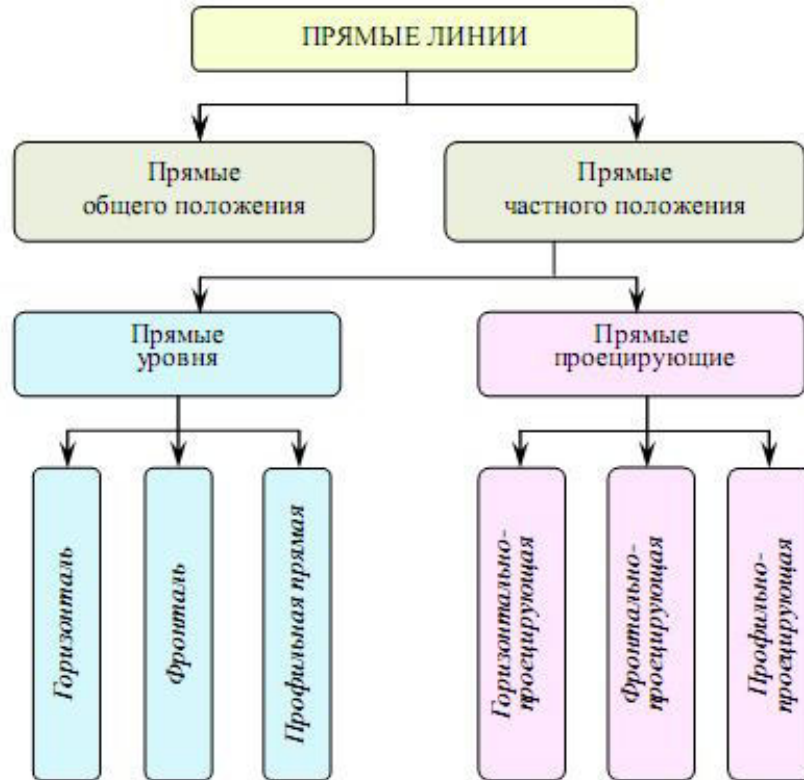 ПРЯМЫЕ ЛИНИИ
Прямые
общего положения
Прямые
частного положения
Прямые
уровня
Прямые
проецирующие
Горизонталь
Фронталь
Профильная прямая
Горизонтально-
проецирующая
Фронтально-
проецирующая
Профильно-
проецирующая